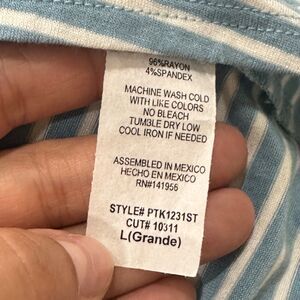 96%RAYON
4%SPANDEX
MACHINE WASH COLD
WITH LIKE COLORS
NO BLEACH
TUMBLE DRY LOW
COOL IRON IF NEEDED
ASSEMBLED IN MEXICO
HECHO EN MEXICO
RN#141956
STYLE# PTK1231ST
CUT# 10311
L(Grande)